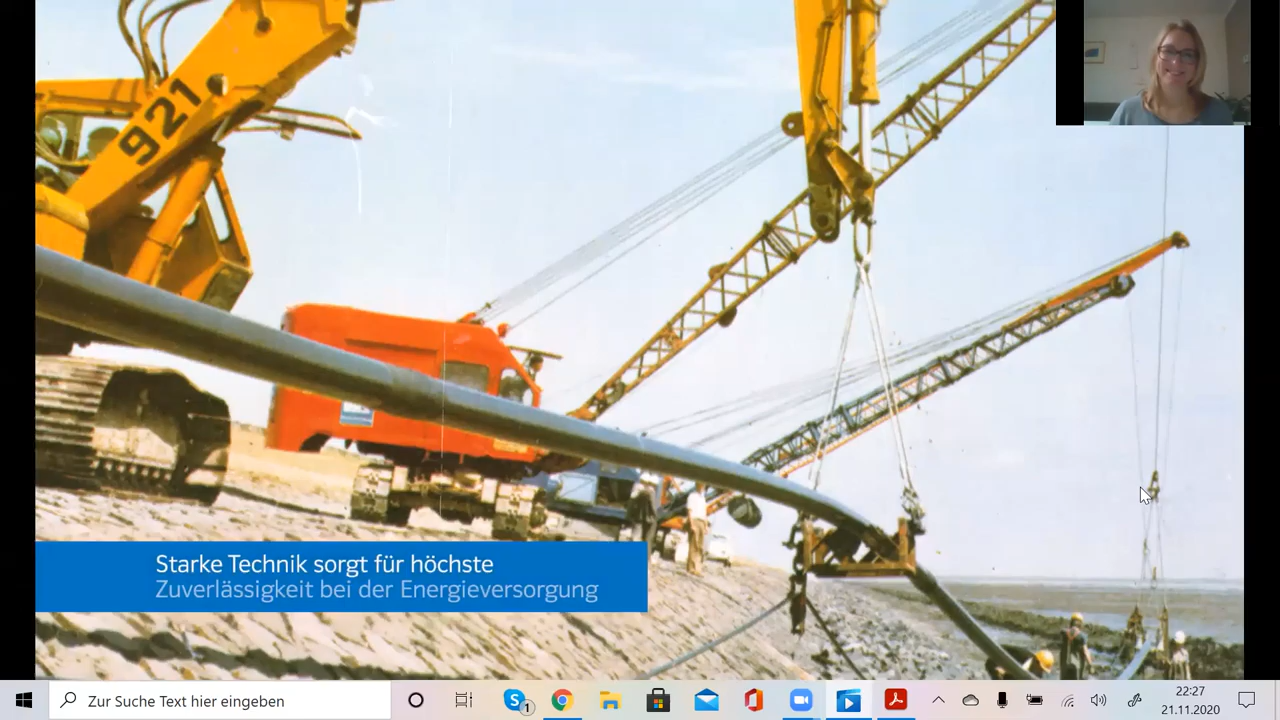 921
Starke Technik sorgt für höchste
Zuverlässigkeit bei der Energieversorgung
Zur Suche Text hier eingeben
1
22:27
21.11.2020